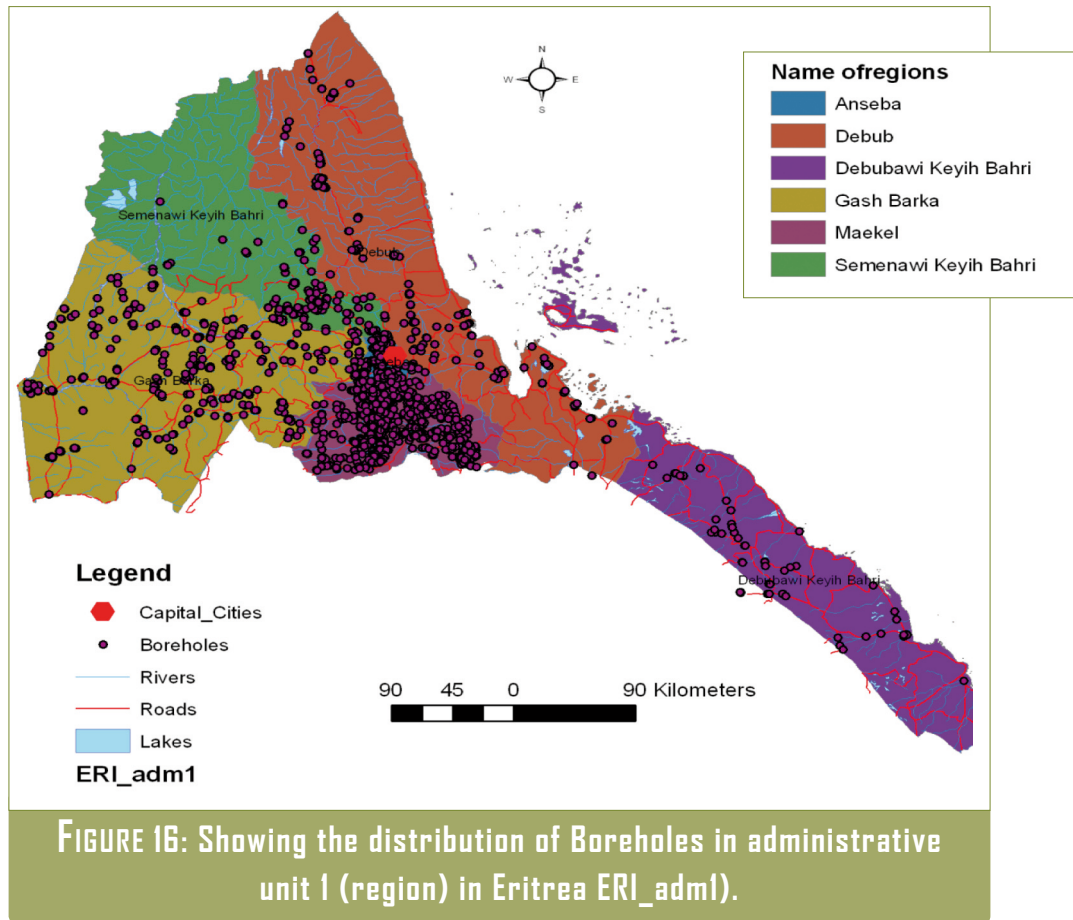 N
W E
S
Name ofregions
Anseba
Debub
Debubawi Keyih Bahri
Gash Barka
Maekel
Semenawi Keyih Bahri
Semenawi Keyih Bahri
Debub
Gash Barka
Debubawi Keyih Bahri
Legend
Capital_Cities
Boreholes
Rivers
Roads
Lakes
ERI_adm1
90 45 0 90 Kilometers
FIGURE 16: Showing the distribution of Boreholes in administrative
unit 1 (region) in Eritrea ERI_adm1).